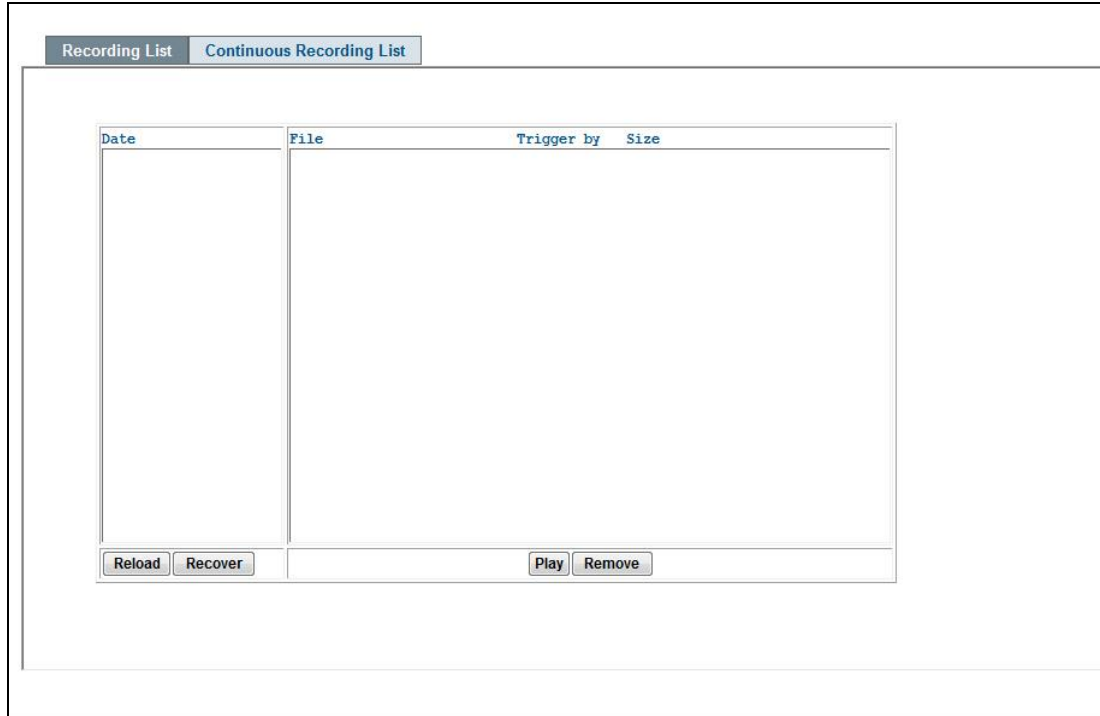 Recording List Continuous Recording List
Date File Trigger by Size
Reload Recover Play Remove